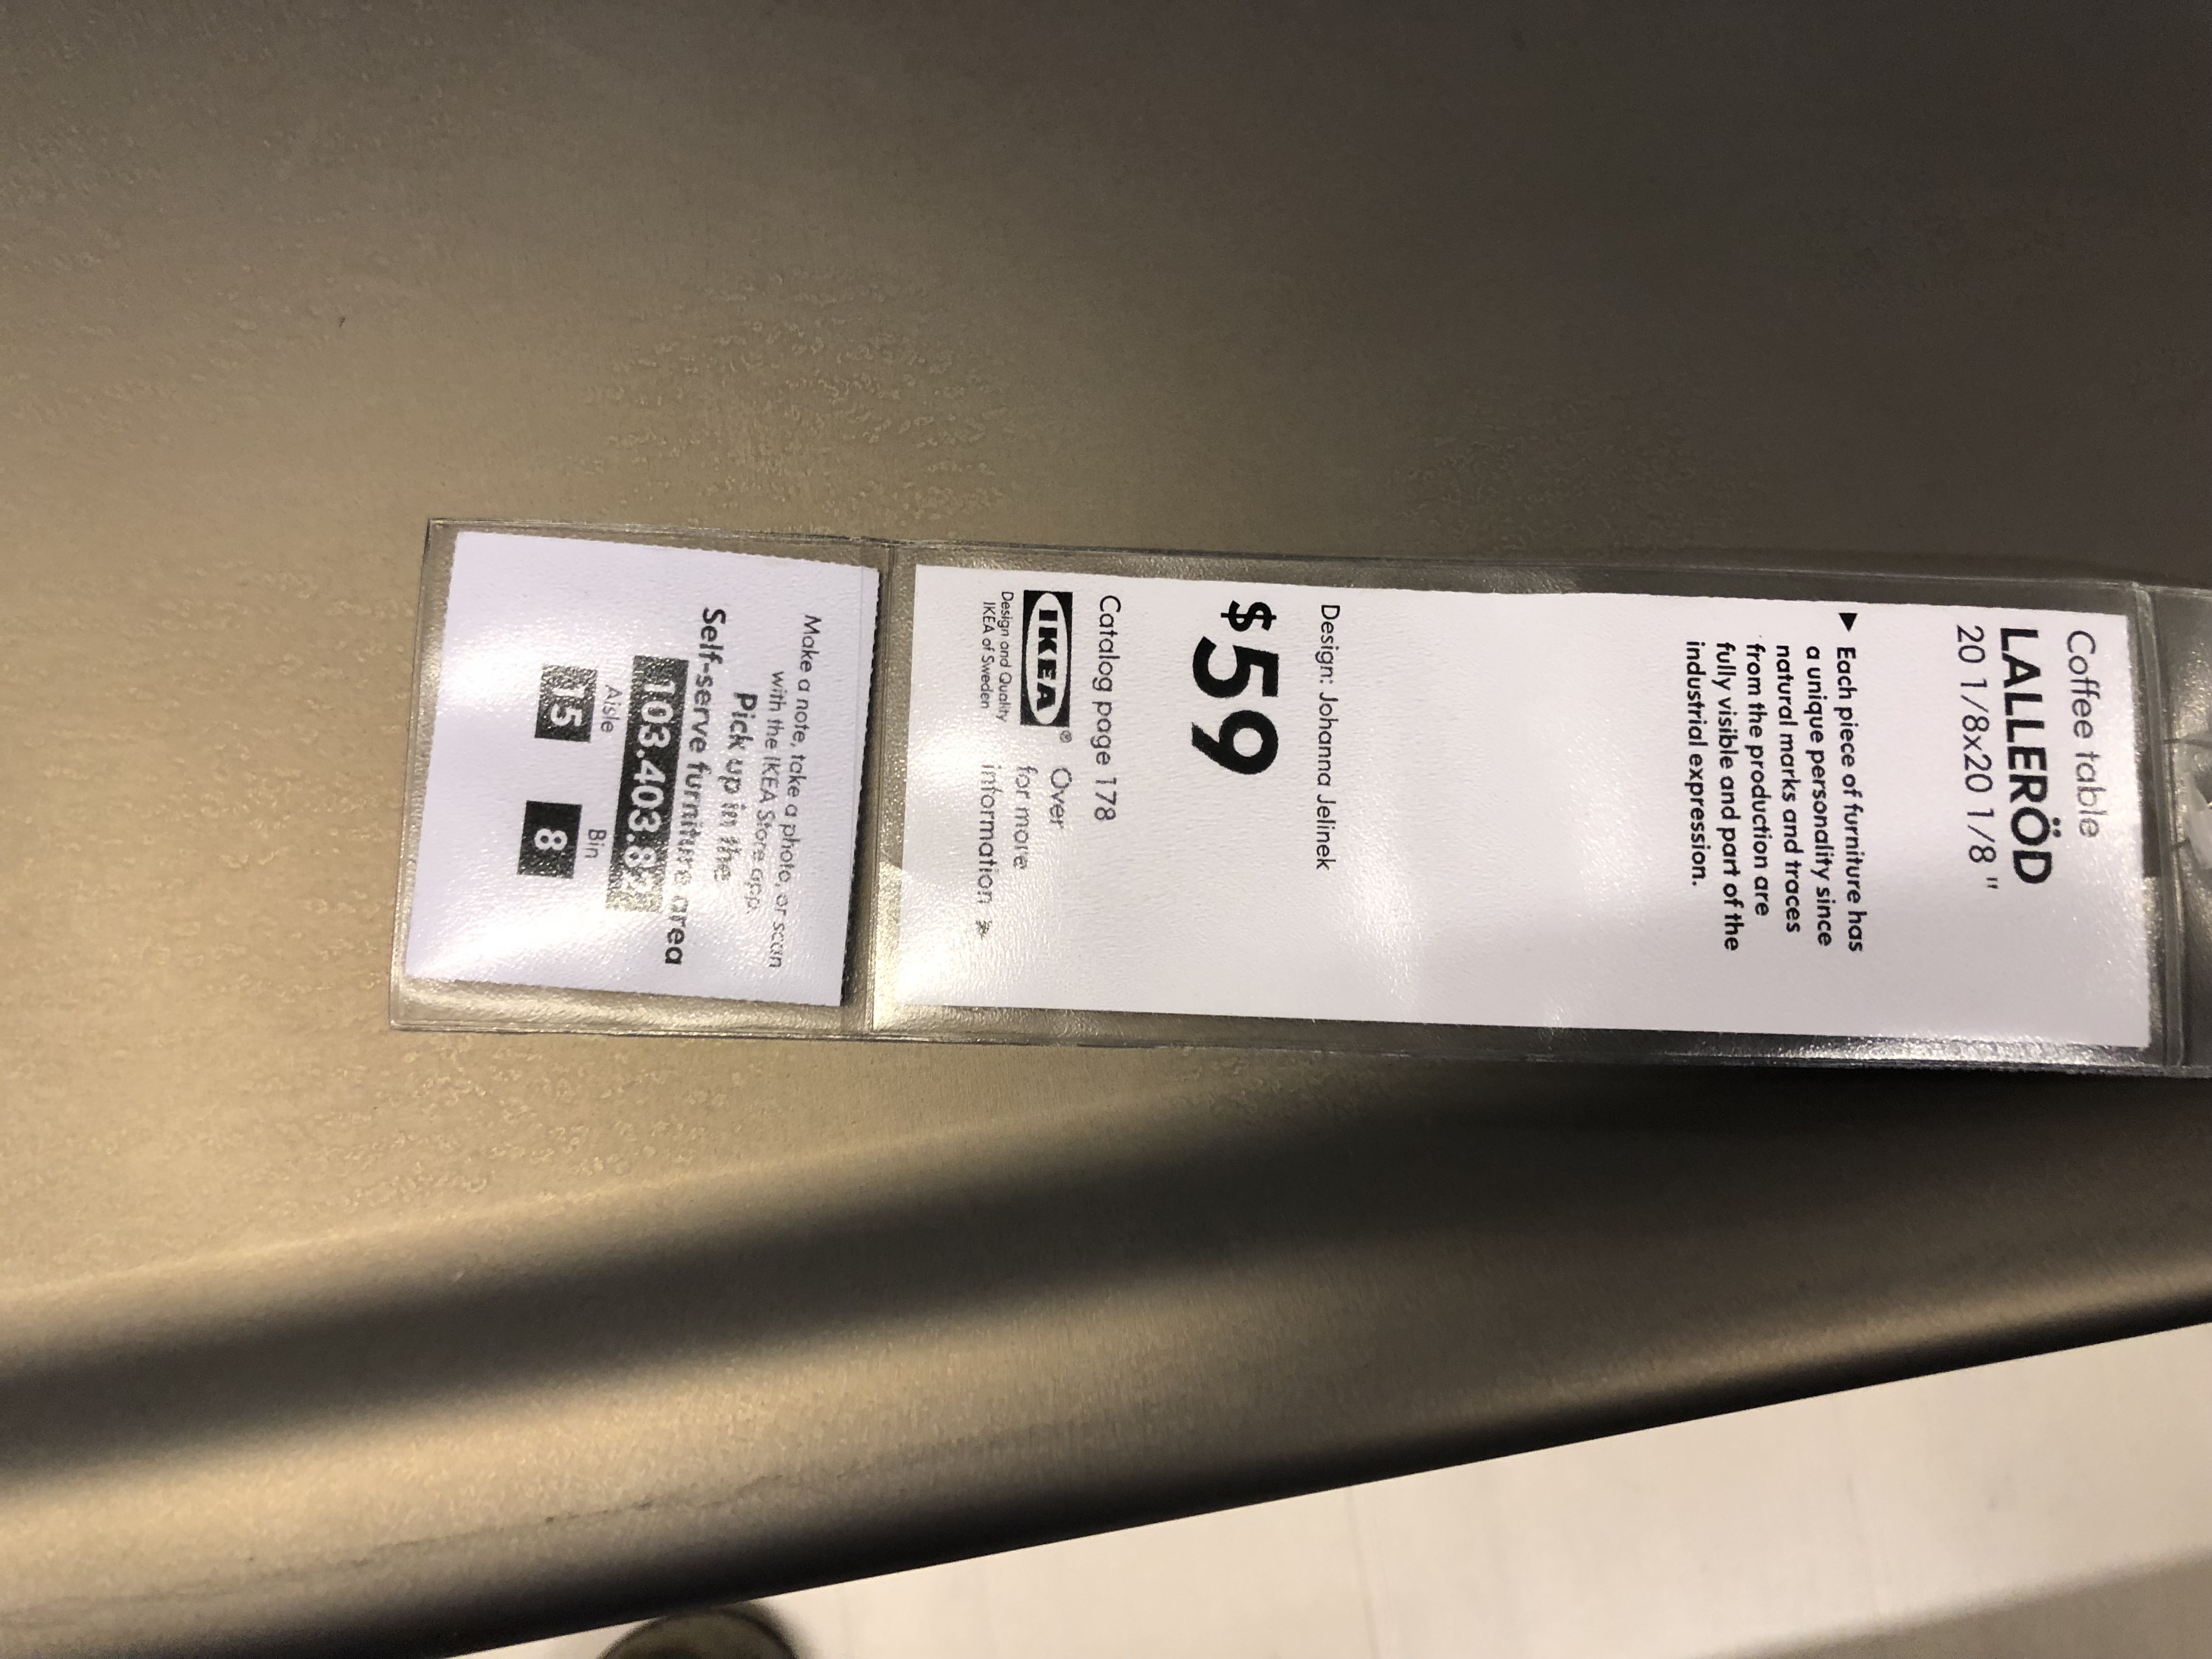 Coffee table
LALLERÖD
20 1/8x20 1/8 "
▶ Each piece of furniture has
a unique personality since
natural marks and traces
from the production are
fully visible and part of the
industrial expression.
Design: Johanna Jelinek
$59
Catalog page 178
IKEA®
Design and Quality
IKEA of Sweden
Over
for more
information
Make a note, take a photo, or scan
with the IKEA Store app.
Pick up in the
Self-serve furniture area
Aisle Bin
15 8